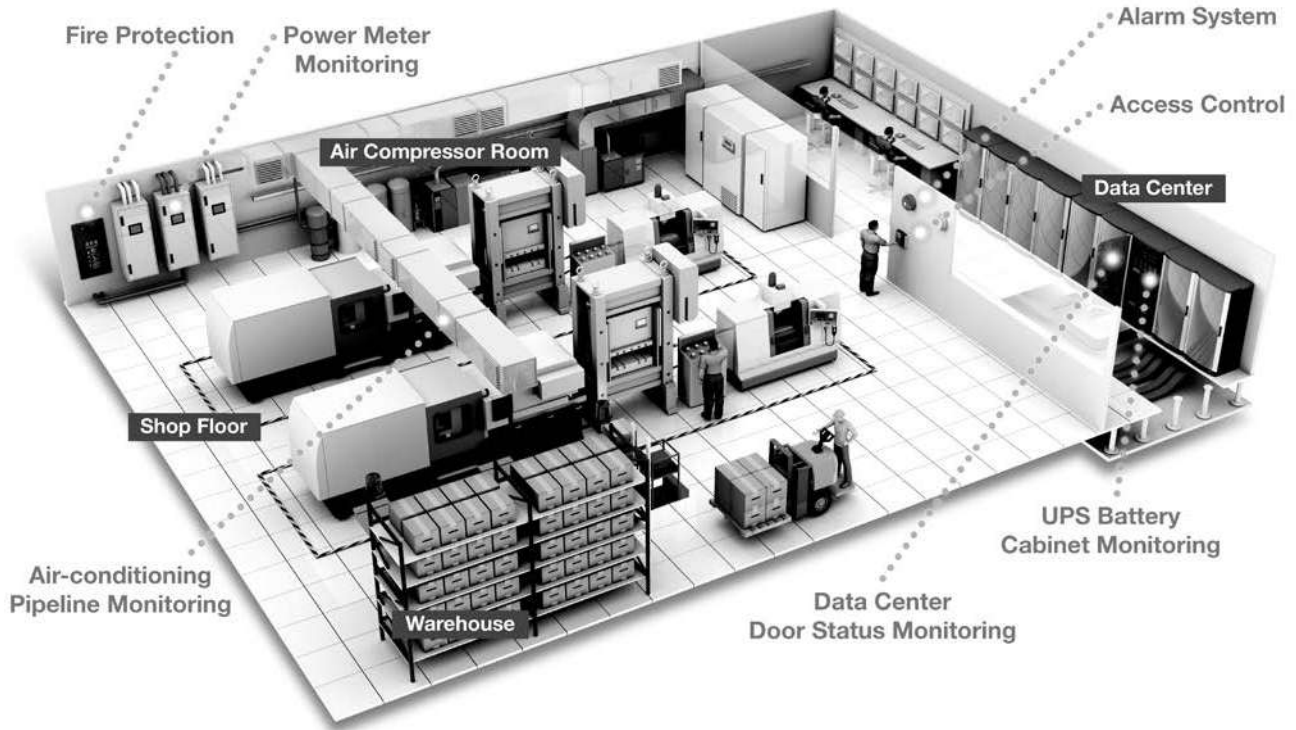 Fire Protection
Power Meter
Monitoring
Alarm System
Access Control
Air Compressor Room
Data Center
Shop Floor
Air-conditioning
Pipeline Monitoring
Warehouse
UPS Battery
Cabinet Monitoring
Data Center
Door Status Monitoring